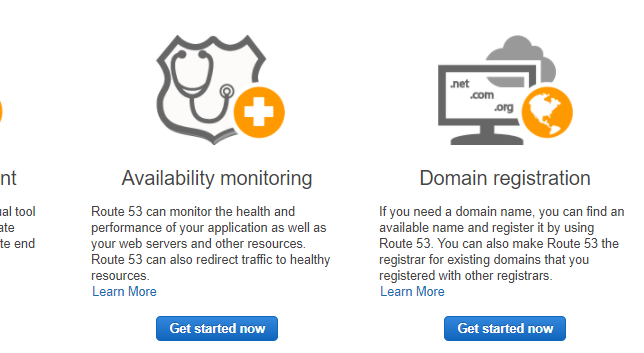 .net
.com
.org
nt
Availability monitoring
Domain registration
ual tool
ate
te end
Route 53 can monitor the health and
performance of your application as well as
your web servers and other resources.
Route 53 can also redirect traffic to healthy
resources.
Learn More
If you need a domain name, you can find an
available name and register it by using
Route 53. You can also make Route 53 the
registrar for existing domains that you
registered with other registrars.
Learn More
Get started now
Get started now